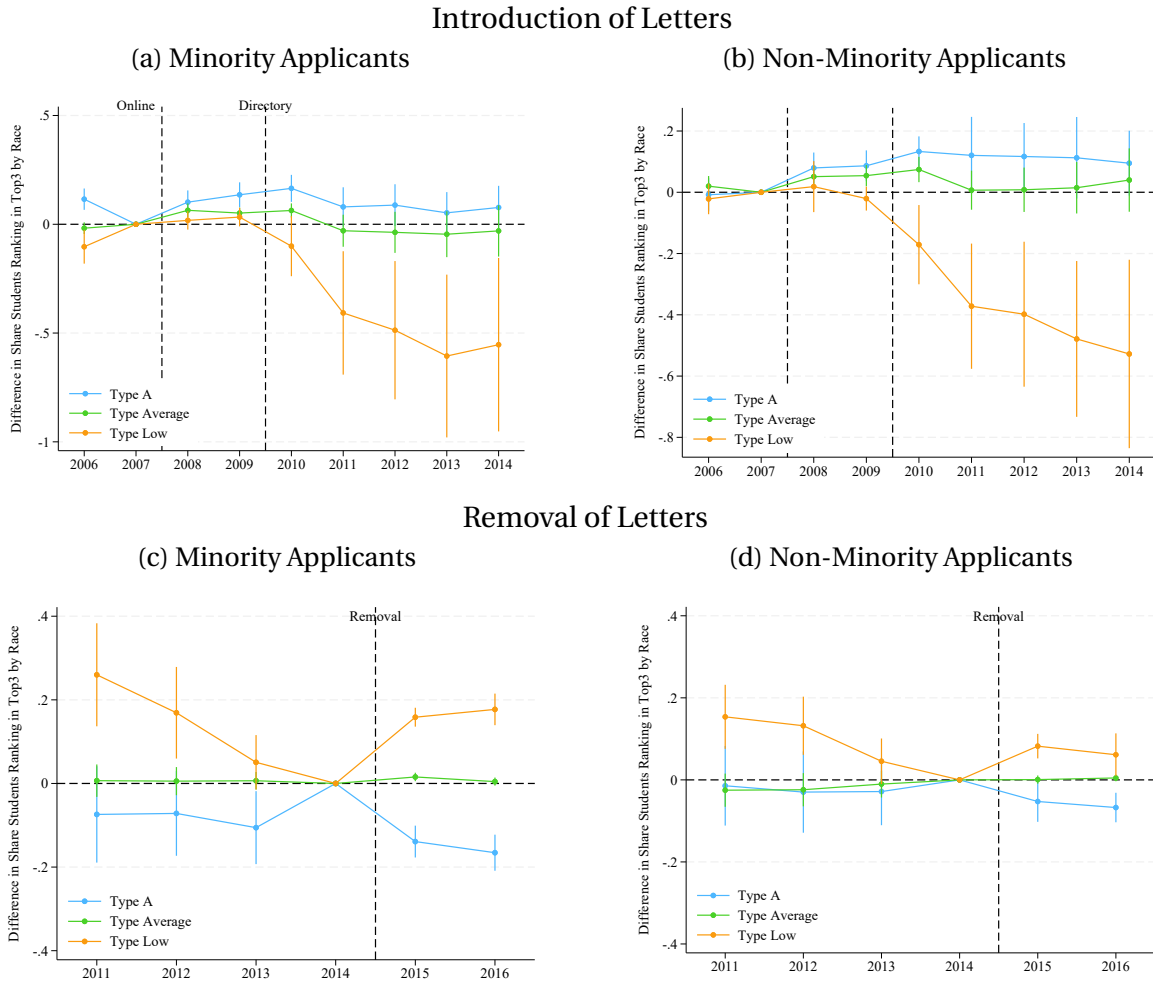 Introduction of Letters
(a) Minority Applicants
(b) Non-Minority Applicants
Difference in Share Students Ranking in Top3 by Race
.5
0
-.5
-1
Online
Directory
Type A
Type Average
Type Low
2006 2007 2008 2009 2010 2011 2012 2013 2014
Difference in Share Students Ranking in Top3 by Race
.2
0
-.2
-.4
-.6
-.8
Type A
Type Average
Type Low
2006 2007 2008 2009 2010 2011 2012 2013 2014
Removal of Letters
(c) Minority Applicants
(d) Non-Minority Applicants
Difference in Share Students Ranking in Top3 by Race
.4
.2
0
-.2
-.4
Removal
Type A
Type Average
Type Low
2011 2012 2013 2014 2015 2016
Difference in Share Students Ranking in Top3 by Race
.4
.2
0
-.2
-.4
Removal
Type A
Type Average
Type Low
2011 2012 2013 2014 2015 2016